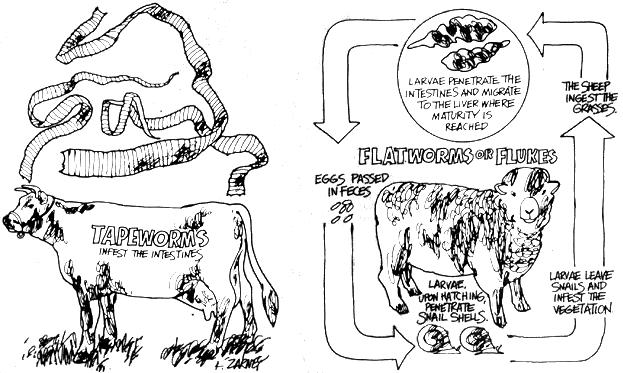 TAPEWORMS
INFEST THE INTESTINES
LARVAE PENETRATE THE
INTESTINES AND MIGRATE
TO THE LIVER WHERE
MATURITY IS
REACHED
THE SHEEP
INGEST THE
GRASSES.
FLATWORMS OR FLUKES
EGGS PASSED
IN FECES
LARVAE,
UPON HATCHING,
PENETRATE
SNAIL SHELLS.
LARVAE LEAVE
SNAILS AND
INFEST THE
VEGETATION